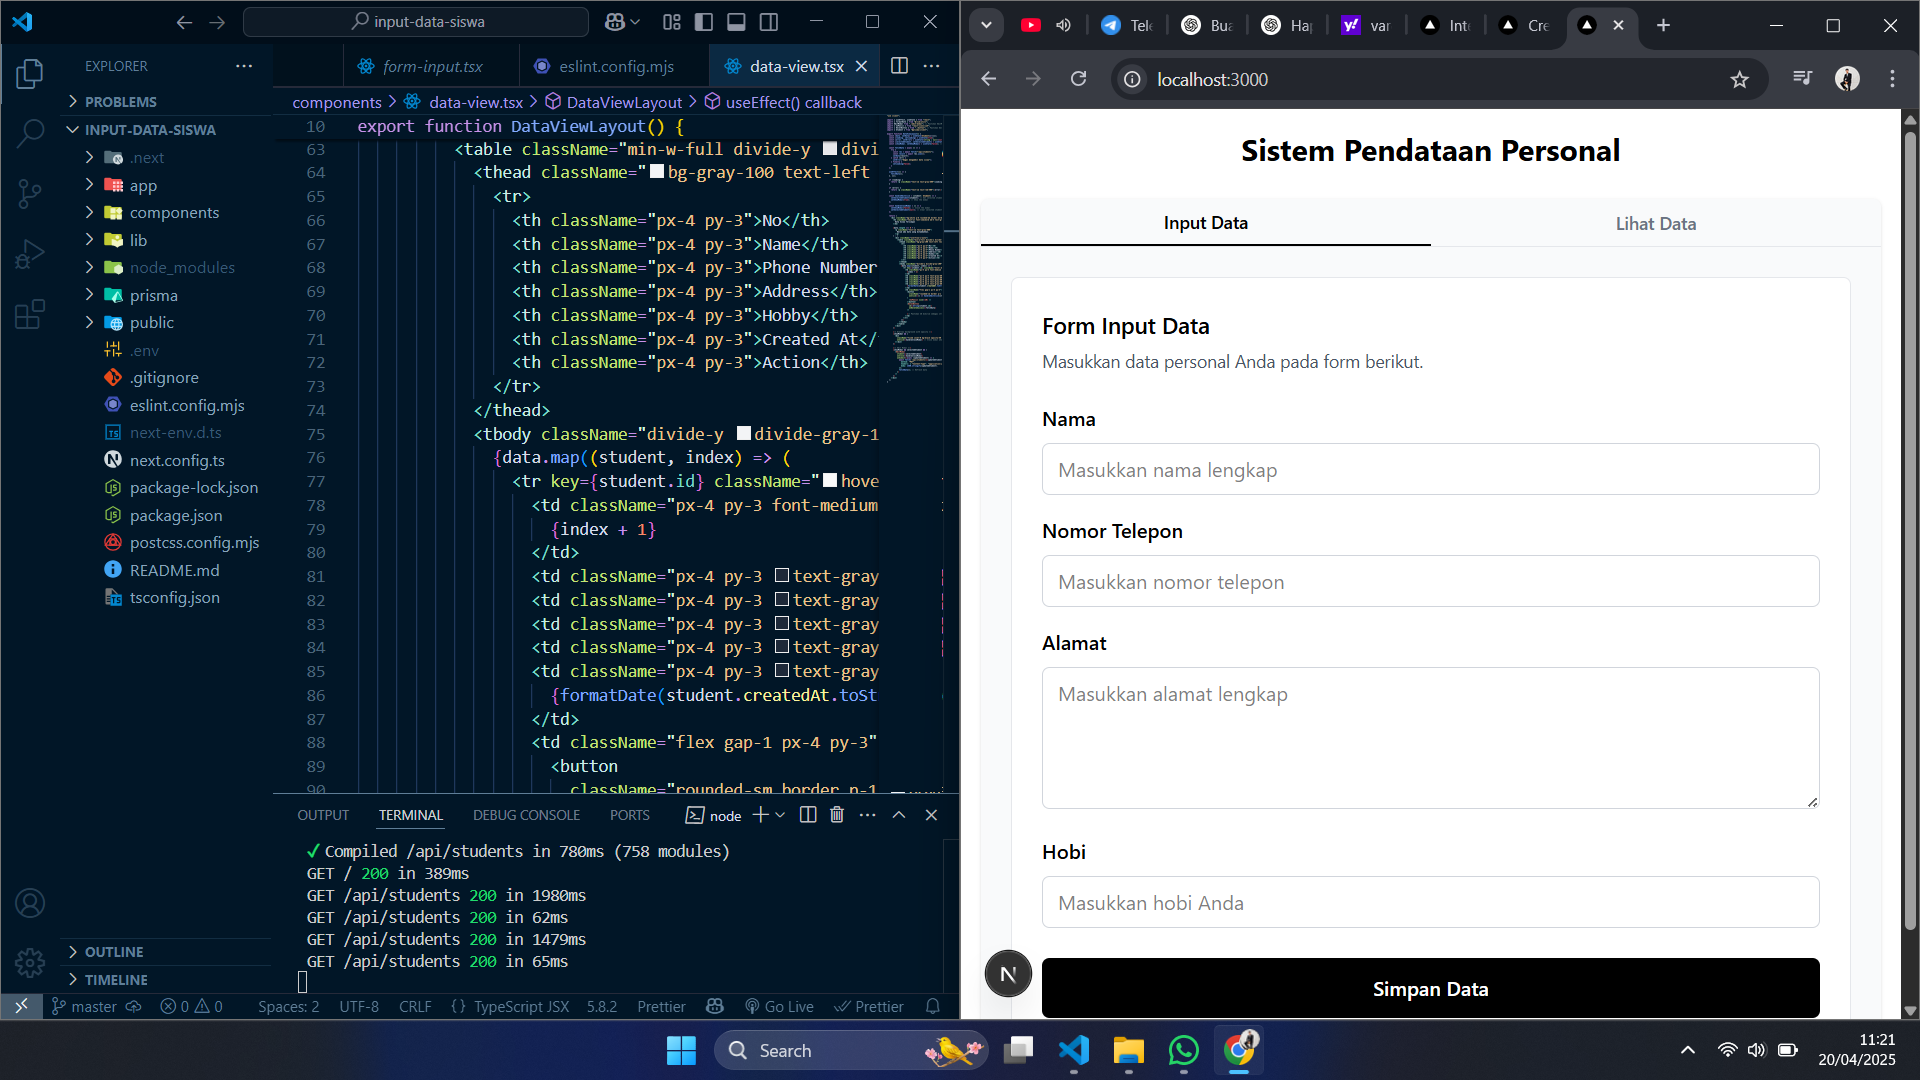 input-data-siswa
EXPLORER
PROBLEMS
INPUT-DATA-SISWA
.next
app
components
lib
node_modules
prisma
public
.env
.gitignore
eslint.config.mjs
next-env.d.ts
next.config.ts
package-lock.json
package.json
postcss.config.mjs
README.md
tsconfig.json
OUTLINE
TIMELINE
form-input.tsx
eslint.config.mjs
data-view.tsx
components > data-view.tsx > DataViewLayout > useEffect() callback
10 export function DataViewLayout() {
63 <table className="min-w-full divide-y divi
64 <thead className="bg-gray-100 text-left
65 <tr>
66 <th className="px-4 py-3">No</th>
67 <th className="px-4 py-3">Name</th>
68 <th className="px-4 py-3">Phone Number
69 <th className="px-4 py-3">Address</th>
70 <th className="px-4 py-3">Hobby</th>
71 <th className="px-4 py-3">Created At</
72 <th className="px-4 py-3">Action</th>
73 </tr>
74 </thead>
75 <tbody className="divide-y divide-gray-1
76 {data.map((student, index) => (
77 <tr key={student.id} className="hove
78 <td className="px-4 py-3 font-medium
79 {index + 1}
80 </td>
81 <td className="px-4 py-3 text-gray
82 <td className="px-4 py-3 text-gray
83 <td className="px-4 py-3 text-gray
84 <td className="px-4 py-3 text-gray
85 <td className="px-4 py-3 text-gray
86 {formatDate(student.createdAt.toSt
87 </td>
88 <td className="flex gap-1 px-4 py-3"
89 <button
90 className="rounded-sm border p-1
OUTPUT
TERMINAL
DEBUG CONSOLE
PORTS
node
✓ Compiled /api/students in 780ms (758 modules)
GET / 200 in 389ms
GET /api/students 200 in 1980ms
GET /api/students 200 in 62ms
GET /api/students 200 in 1479ms
GET /api/students 200 in 65ms
master
0
0
Spaces: 2
UTF-8
CRLF
{} TypeScript JSX
5.8.2
Prettier
Go Live
Prettier
Tele
Bua
Ha
var
Int
Cre
localhost:3000
Sistem Pendataan Personal
Input Data
Lihat Data
Form Input Data
Masukkan data personal Anda pada form berikut.
Nama
Masukkan nama lengkap
Nomor Telepon
Masukkan nomor telepon
Alamat
Masukkan alamat lengkap
Hobi
Masukkan hobi Anda
N
Simpan Data
Search
11:21
20/04/2025